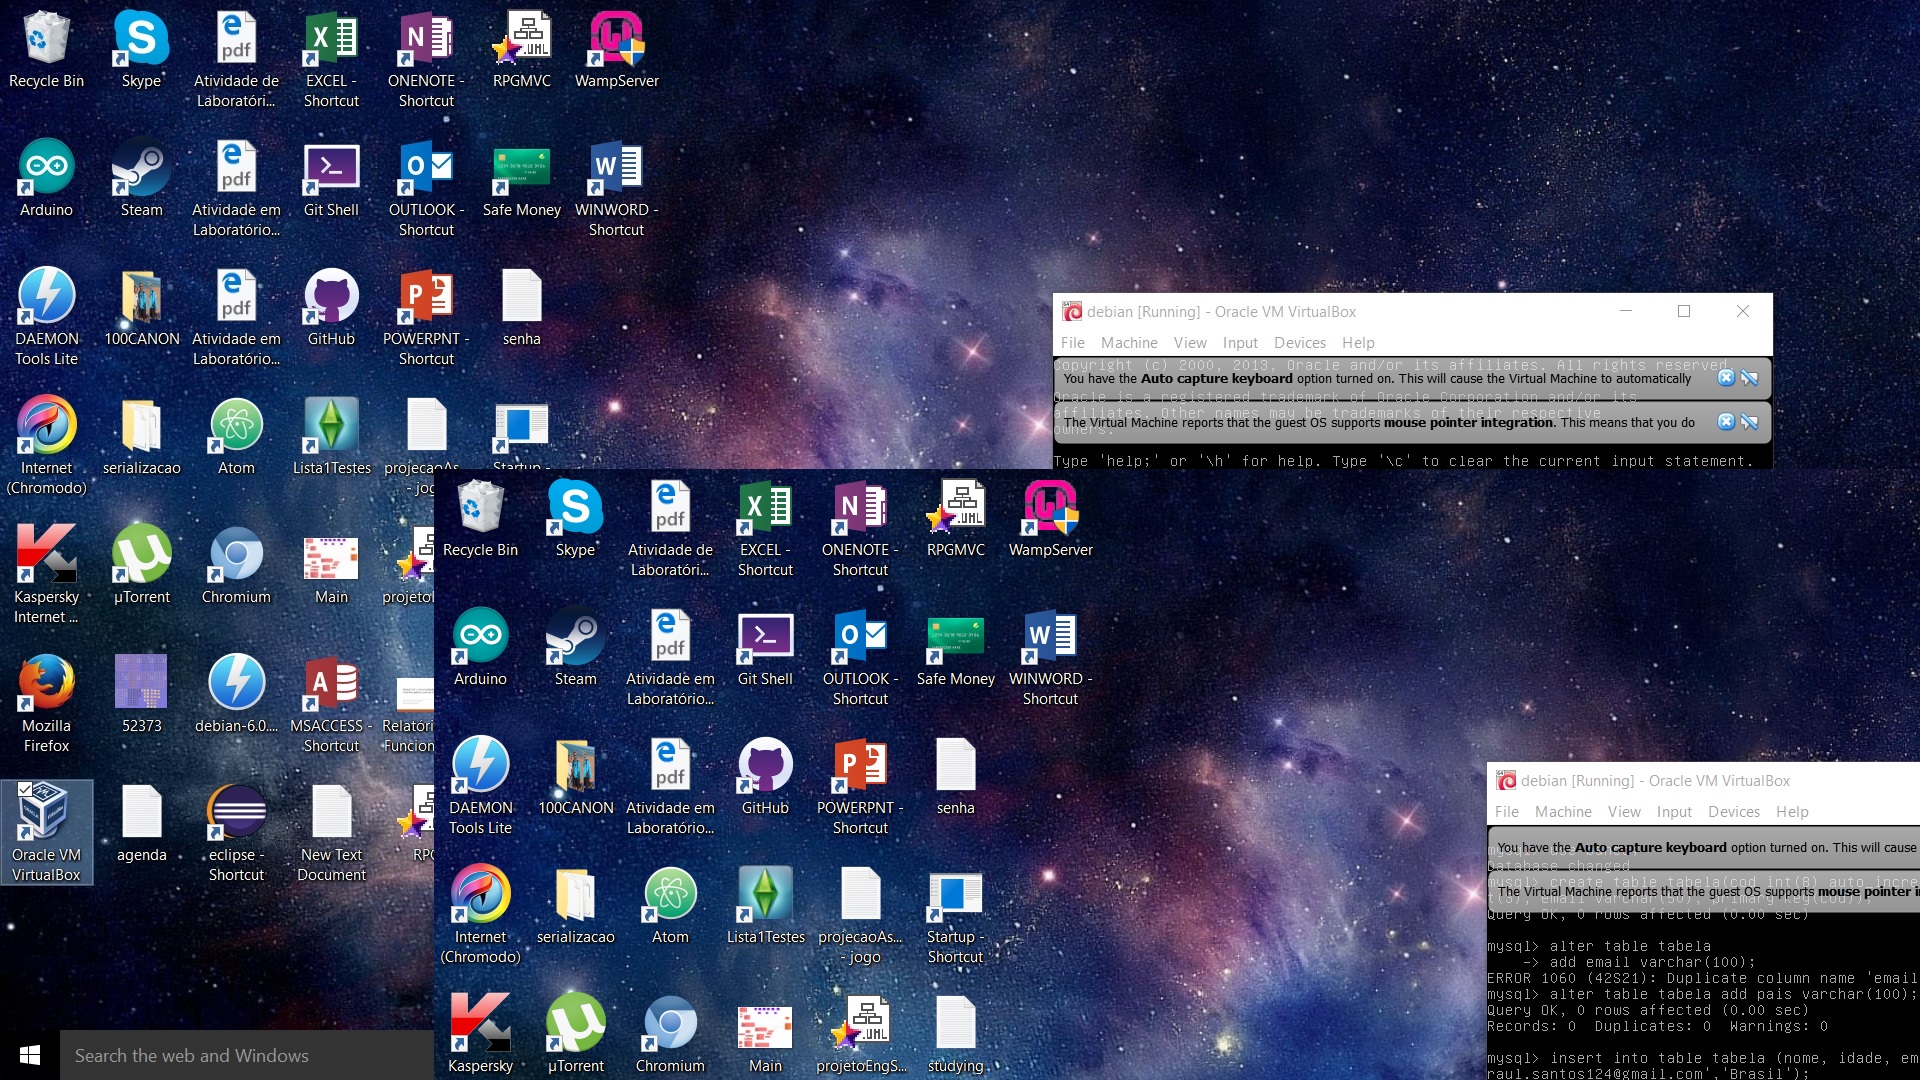 Recycle Bin
Skype
Atividade de
Laboratóri...
EXCEL -
Shortcut
ONENOTE -
Shortcut
RPGMVC
WampServer
Arduino
Steam
Atividade em
Laboratório...
Git Shell
OUTLOOK -
Shortcut
Safe Money
WINWORD -
Shortcut
DAEMON
Tools Lite
100CANON
Atividade em
Laboratório...
GitHub
POWERPNT -
Shortcut
senha
Internet
(Chromodo)
serializacao
Atom
Lista1Testes
projecaoAs...
- jog
Startup -
Kaspersky
Internet ...
µTorrent
Chromium
Main
projetoE
Mozilla
Firefox
52373
debian-6.0....
MSACCESS -
Shortcut
Relatóri
Funcion
Oracle VM
VirtualBox
agenda
eclipse -
Shortcut
New Text
Document
RPG
Search the web and Windows
debian [Running] - Oracle VM VirtualBox
File Machine View Input Devices Help
Copyright (c) 2000, 2013, Oracle and/or its affiliates. All rights reserved.
You have the Auto capture keyboard option turned on. This will cause the Virtual Machine to automatically
Oracle is a registered trademark of Oracle Corporation and/or its
affiliates. Other names may be trademarks of their respective
The Virtual Machine reports that the guest OS supports mouse pointer integration. This means that you do
owners.
Type 'help;' or '\h' for help. Type '\c' to clear the current input statement.
Recycle Bin
Skype
Atividade de
Laboratóri...
EXCEL -
Shortcut
ONENOTE -
Shortcut
RPGMVC
WampServer
Arduino
Steam
Atividade em
Laboratório...
Git Shell
OUTLOOK -
Shortcut
Safe Money
WINWORD -
Shortcut
DAEMON
Tools Lite
100CANON
Atividade em
Laboratório...
GitHub
POWERPNT -
Shortcut
senha
Internet
(Chromodo)
serializacao
Atom
Lista1Testes
projecaoAs...
- jogo
Startup -
Shortcut
Kaspersky
µTorrent
Chromium
Main
projetoEngS...
studying
debian [Running] - Oracle VM VirtualBox
File Machine View Input Devices Help
You have the Auto capture keyboard option turned on. This will cause
Database changed
mysql> create table tabela(cod int(8) auto_incre
The Virtual Machine reports that the guest OS supports mouse pointer in
t(3), email varchar(50), primary key(cod));
Query OK, 0 rows affected (0.00 sec)
mysql> alter table tabela
-> add email varchar(100);
ERROR 1060 (42S21): Duplicate column name 'email
mysql> alter table tabela add pais varchar(100);
Query OK, 0 rows affected (0.00 sec)
Records: 0 Duplicates: 0 Warnings: 0
mysql> insert into table tabela (nome, idade, em
raul.santos124@gmail.com','Brasil');